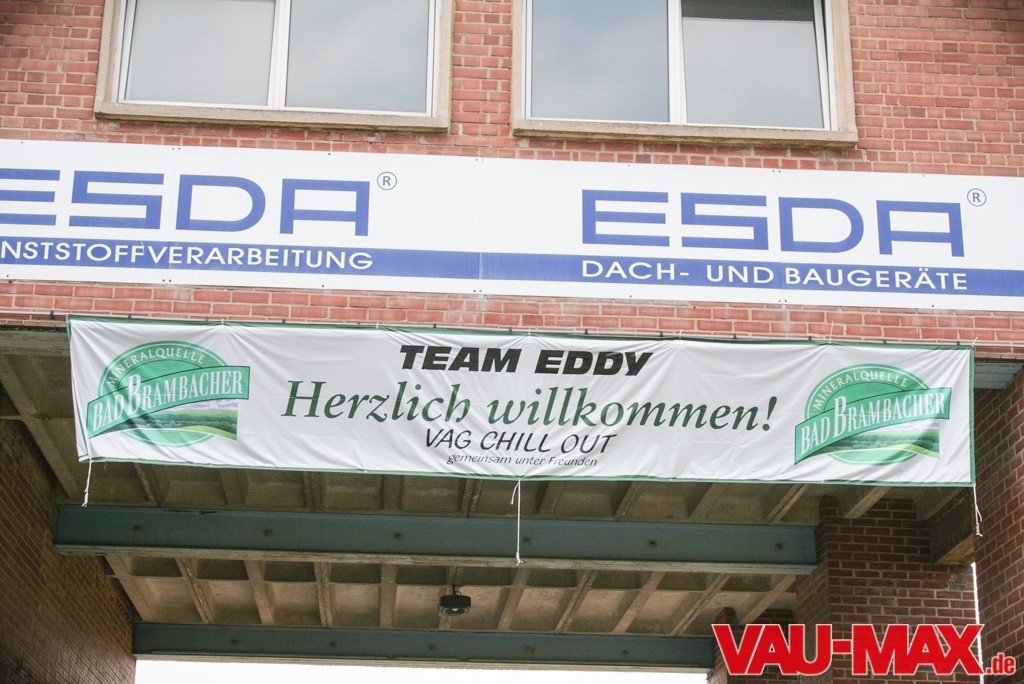 ESDA® ESDA®
NSTSTOFFVERARBEITUNG DACH- UND BAUGERÄTE
MINERALQUELLE
BAD BRAMBACHER
TEAM EDDY
Herzlich willkommen!
VAG CHILL OUT
gemeinsam unter Freunden
MINERALQUELLE
BAD BRAMBACHER
VAU-MAX.de